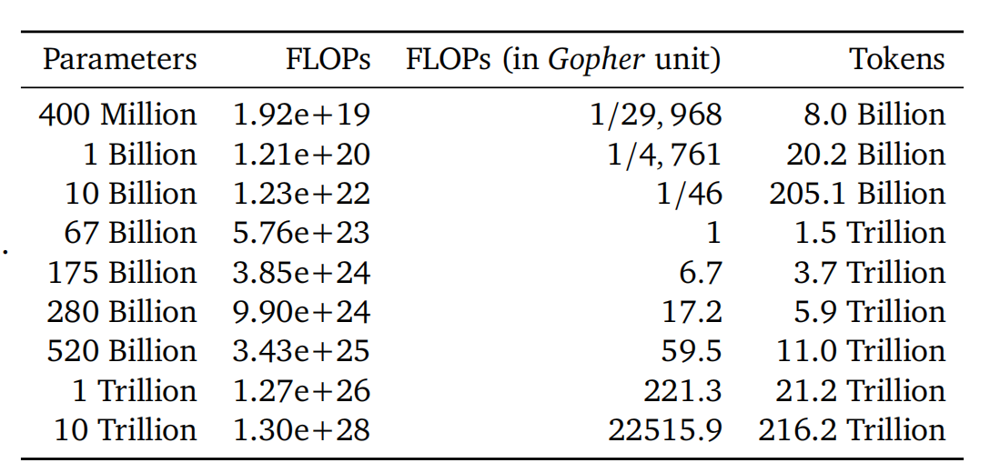 Parameters FLOPs FLOPs (in Gopher unit) Tokens
400 Million 1.92e+19 1/29, 968 8.0 Billion
1 Billion 1.21e+20 1/4, 761 20.2 Billion
10 Billion 1.23e+22 1/46 205.1 Billion
67 Billion 5.76e+23 1 1.5 Trillion
175 Billion 3.85e+24 6.7 3.7 Trillion
280 Billion 9.90e+24 17.2 5.9 Trillion
520 Billion 3.43e+25 59.5 11.0 Trillion
1 Trillion 1.27e+26 221.3 21.2 Trillion
10 Trillion 1.30e+28 22515.9 216.2 Trillion